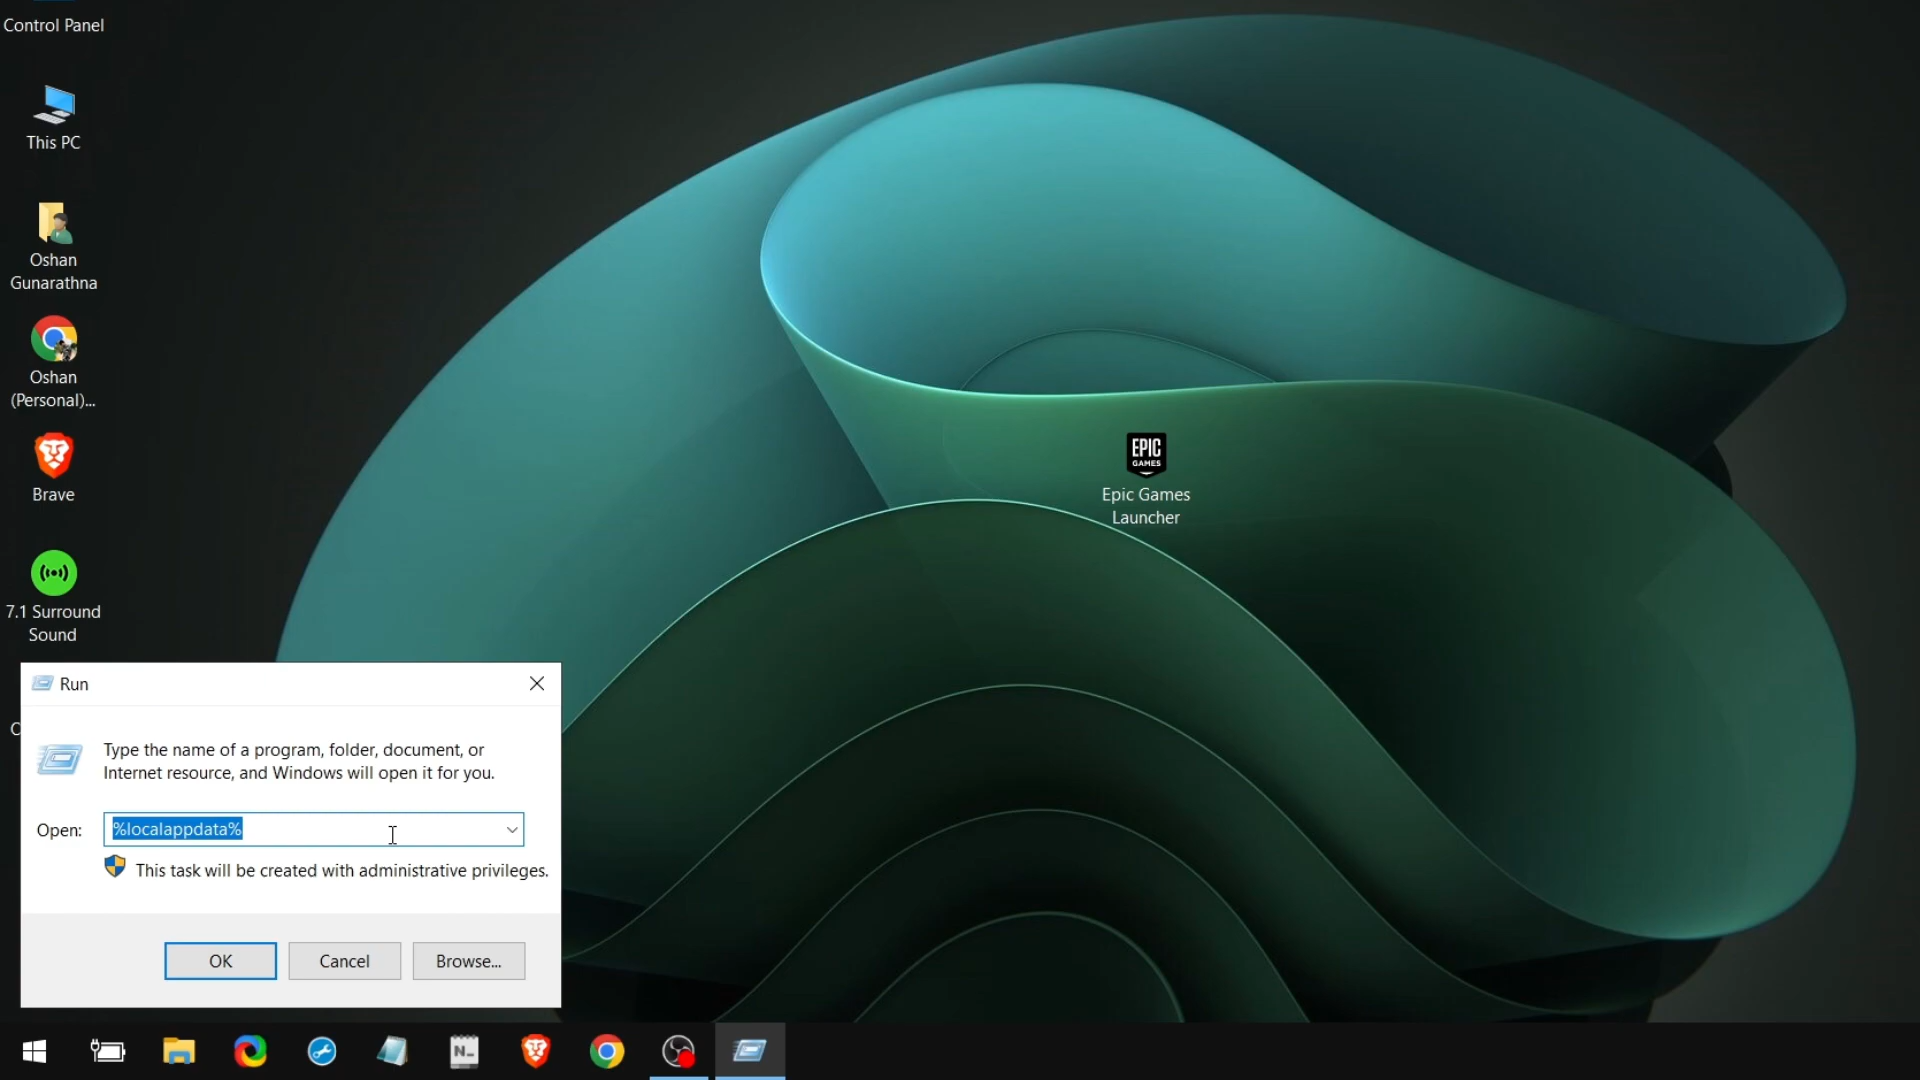 Control Panel
This PC
Oshan
Gunarathna
Oshan
(Personal)...
Brave
7.1 Surround
Sound
EPIC
GAMES
Epic Games
Launcher
Run
Type the name of a program, folder, document, or
Internet resource, and Windows will open it for you.
Open: %localappdata%
This task will be created with administrative privileges.
OK Cancel Browse...
N_